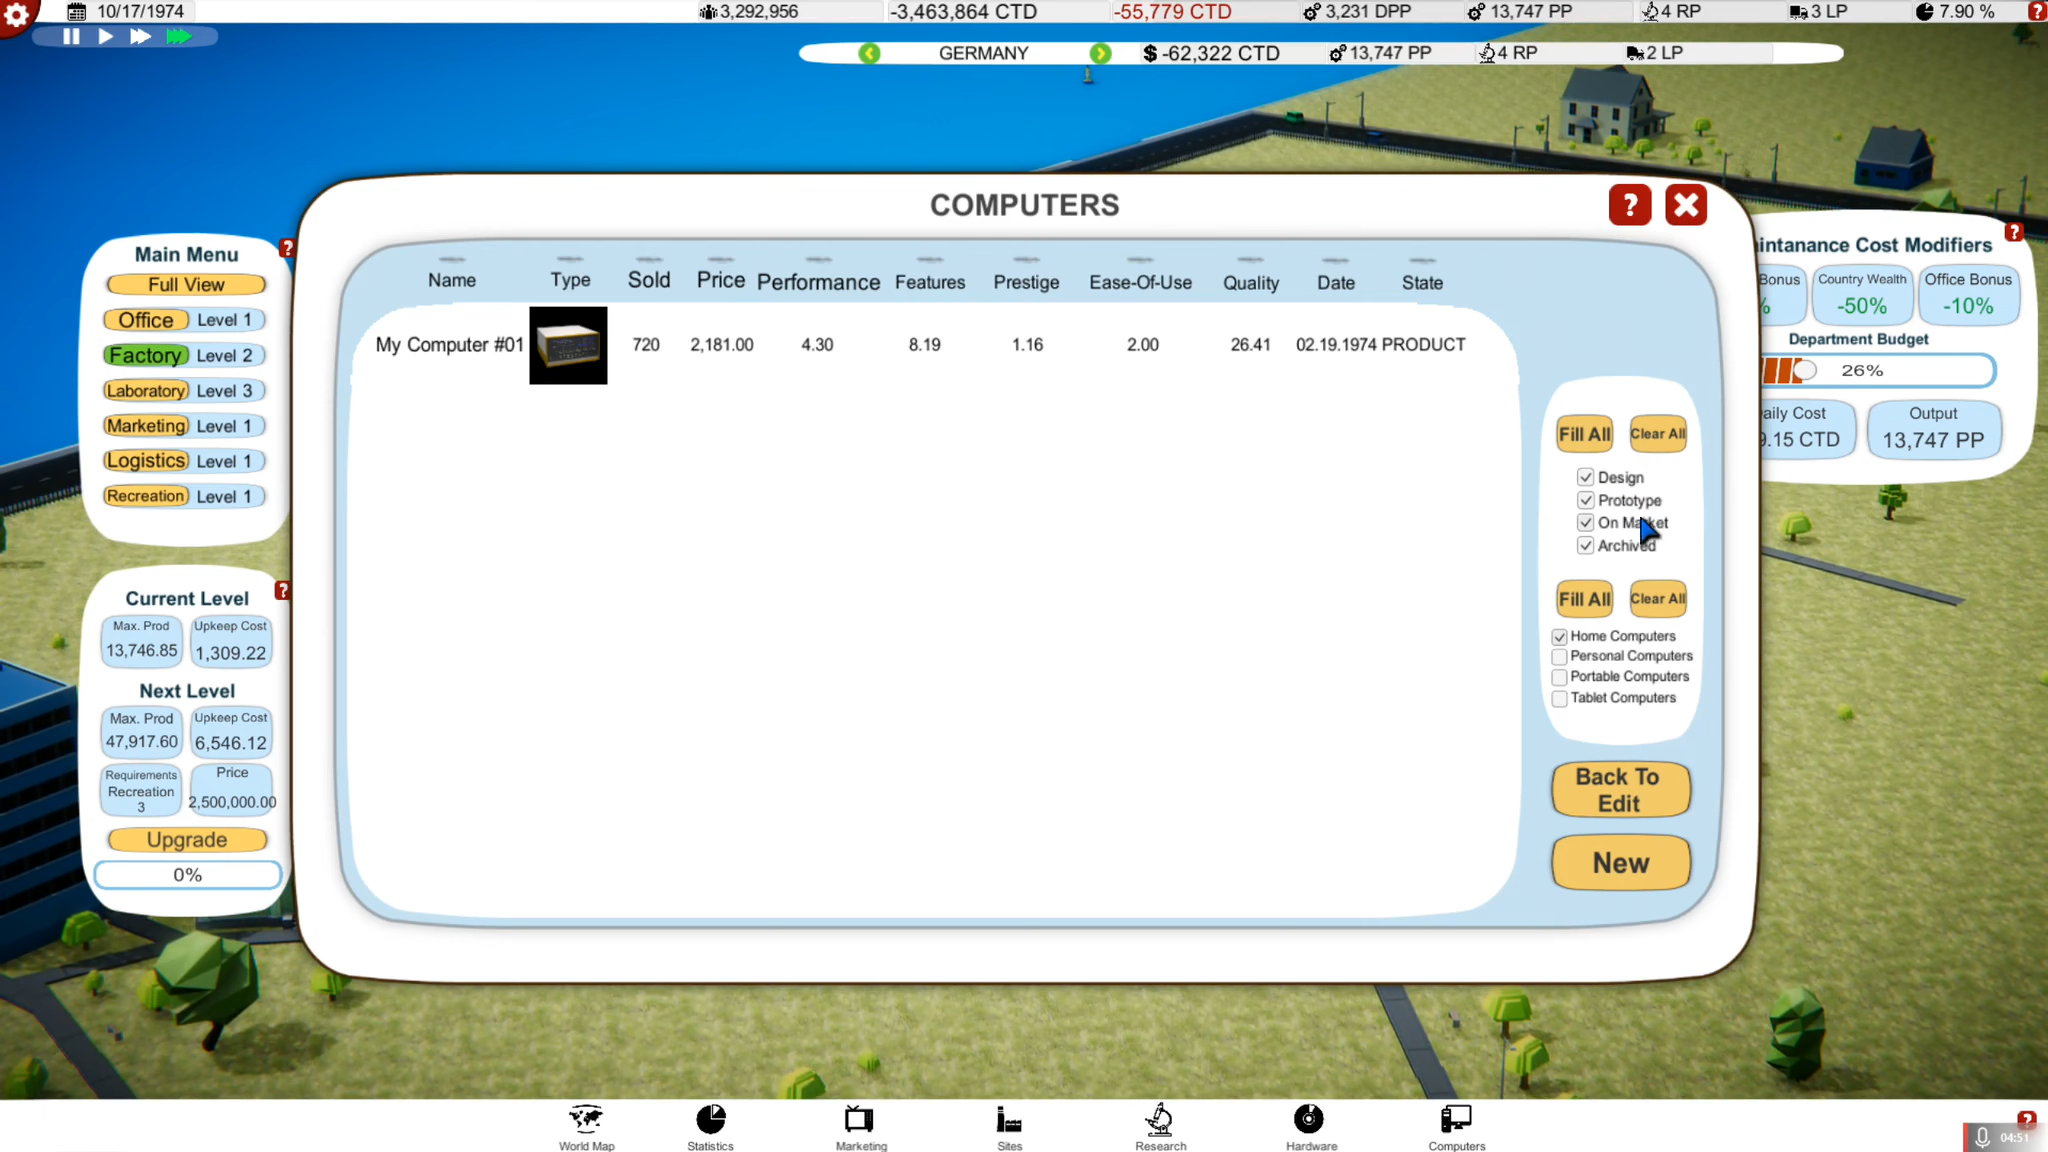 10/17/1974
3,292,956
-3,463,864 CTD
-55,779 CTD
3,231 DPP
13,747 PP
4 RP
3 LP
7.90 %
?
GERMANY
$ -62,322 CTD
13,747 PP
4 RP
2 LP
COMPUTERS
?
Main Menu
?
Full View
Office Level 1
Factory Level 2
Laboratory Level 3
Marketing Level 1
Logistics Level 1
Recreation Level 1
Current Level
?
Max. Prod
13,746.85
Upkeep Cost
1,309.22
Next Level
Max. Prod
47,917.60
Upkeep Cost
6,546.12
Requirements
Recreation
3
Price
2,500,000.00
Upgrade
0%
Name Type Sold Price Performance Features Prestige Ease-Of-Use Quality Date State
My Computer #01 720 2,181.00 4.30 8.19 1.16 2.00 26.41 02.19.1974 PRODUCT
Fill All Clear All
Design
Prototype
On Market
Archived
Fill All Clear All
Home Computers
Personal Computers
Portable Computers
Tablet Computers
Back To
Edit
New
?
intanance Cost Modifiers
Bonus
%
Country Wealth
-50%
Office Bonus
-10%
Department Budget
26%
aily Cost
9.15 CTD
Output
13,747 PP
World Map
Statistics
Marketing
Sites
Research
Hardware
Computers
?
04:51